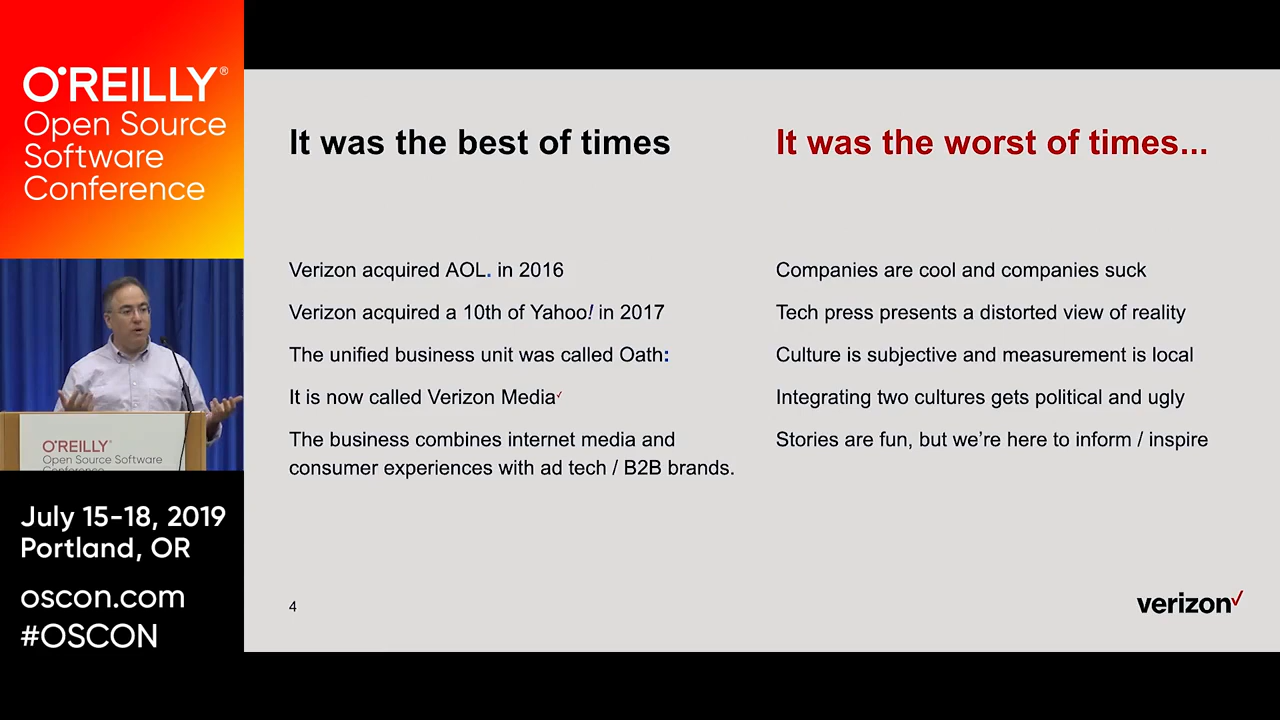 O'REILLY®
Open Source
Software
Conference
O'REILLY®
Open Source Software
Conference
July 15-18, 2019
Portland, OR
oscon.com
#OSCON
It was the best of times
Verizon acquired AOL. in 2016
Verizon acquired a 10th of Yahoo! in 2017
The unified business unit was called Oath:
It is now called Verizon Media✓
The business combines internet media and
consumer experiences with ad tech / B2B brands.
It was the worst of times...
Companies are cool and companies suck
Tech press presents a distorted view of reality
Culture is subjective and measurement is local
Integrating two cultures gets political and ugly
Stories are fun, but we're here to inform / inspire
4
verizon✓